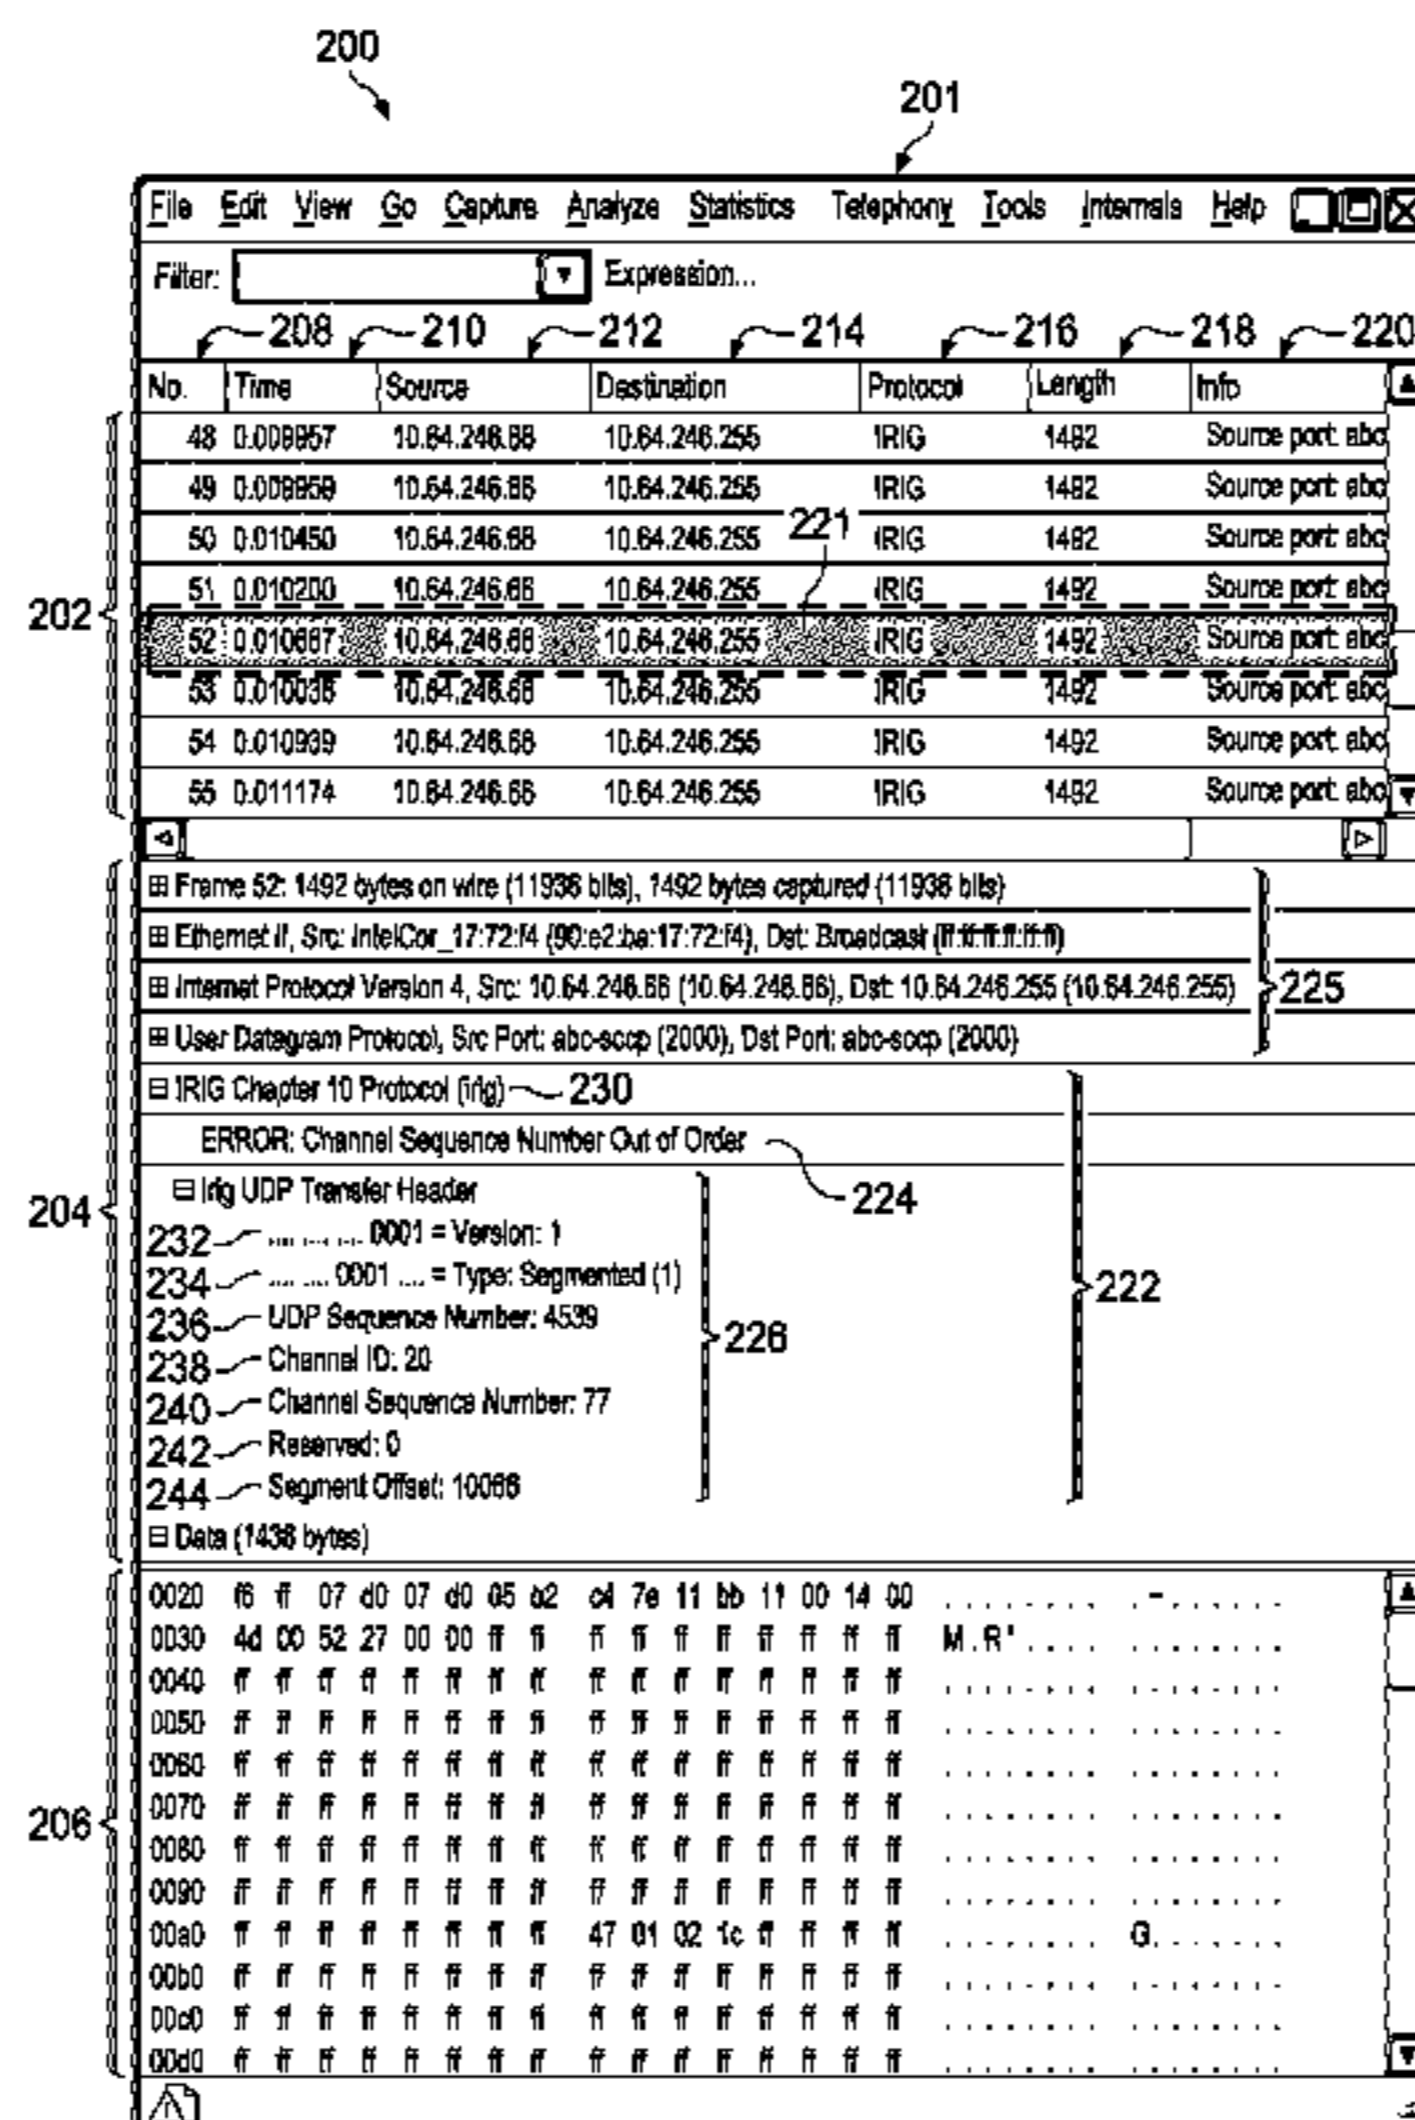 200
201
File Edit View Go Capture Analyze Statistics Telephony Tools Internals Help
Filter: Expression...
208 210 212 214 216 218 220
No. Time Source Destination Protocol Length Info
48 0.009957 10.64.246.66 10.64.246.255 IRIG 1492 Source port: abc
49 0.009959 10.64.246.66 10.64.246.255 IRIG 1492 Source port: abc
221
50 0.010450 10.64.246.66 10.64.246.255 IRIG 1492 Source port: abc
51 0.010200 10.64.246.66 10.64.246.255 IRIG 1492 Source port: abc
202
52 0.010687 10.64.246.66 10.64.246.255 IRIG 1492 Source port: abc
53 10.64.246.66 10.64.246.255 IRIG 1492 Source port: abc
54 0.010939 10.64.246.66 10.64.246.255 IRIG 1492 Source port: abc
55 0.011174 10.64.246.66 10.64.246.255 IRIG 1492 Source port: abc
Frame 52: 1492 bytes on wire (11936 bits), 1492 bytes captured (11936 bits)
Ethernet II, Src: IntelCor_17:72:f4 (90:e2:ba:17:72:f4), Dst: Broadcast (ff:ff:ff:ff:ff:ff)
Internet Protocol Version 4, Src: 10.64.246.66 (10.64.246.66), Dst: 10.64.246.255 (10.64.246.255)
225
User Datagram Protocol, Src Port: abc-sccp (2000), Dst Port: abc-sccp (2000)
IRIG Chapter 10 Protocol (irig) 230
ERROR: Channel Sequence Number Out of Order
224
204
Irig UDP Transfer Header
232 .... .... .... 0001 = Version: 1
234 .... .... 0001 .... = Type: Segmented (1)
222
236 UDP Sequence Number: 4539
226
238 Channel ID: 20
240 Channel Sequence Number: 77
242 Reserved: 0
244 Segment Offset: 10066
Data (1438 bytes)
0020 f6 ff 07 d0 07 d0 05 b2 c4 7e 11 bb 11 00 14 00 ........ .~......
0030 4d 00 52 27 00 00 ff ff ff ff ff ff ff ff ff ff M.R'.... ........
0040 ff ff ff ff ff ff ff ff ff ff ff ff ff ff ff ff ........ ........
0050 ff ff ff ff ff ff ff ff ff ff ff ff ff ff ff ff ........ ........
0060 ff ff ff ff ff ff ff ff ff ff ff ff ff ff ff ff ........ ........
0070 ff ff ff ff ff ff ff ff ff ff ff ff ff ff ff ff ........ ........
206
0080 ff ff ff ff ff ff ff ff ff ff ff ff ff ff ff ff ........ ........
0090 ff ff ff ff ff ff ff ff ff ff ff ff ff ff ff ff ........ ........
00a0 ff ff ff ff ff ff ff ff 47 01 02 1c ff ff ff ff ........ G.......
00b0 ff ff ff ff ff ff ff ff ff ff ff ff ff ff ff ff ........ ........
00c0 ff ff ff ff ff ff ff ff ff ff ff ff ff ff ff ff ........ ........
00d0 ff ff ff ff ff ff ff ff ff ff ff ff ff ff ff ff ........ ........